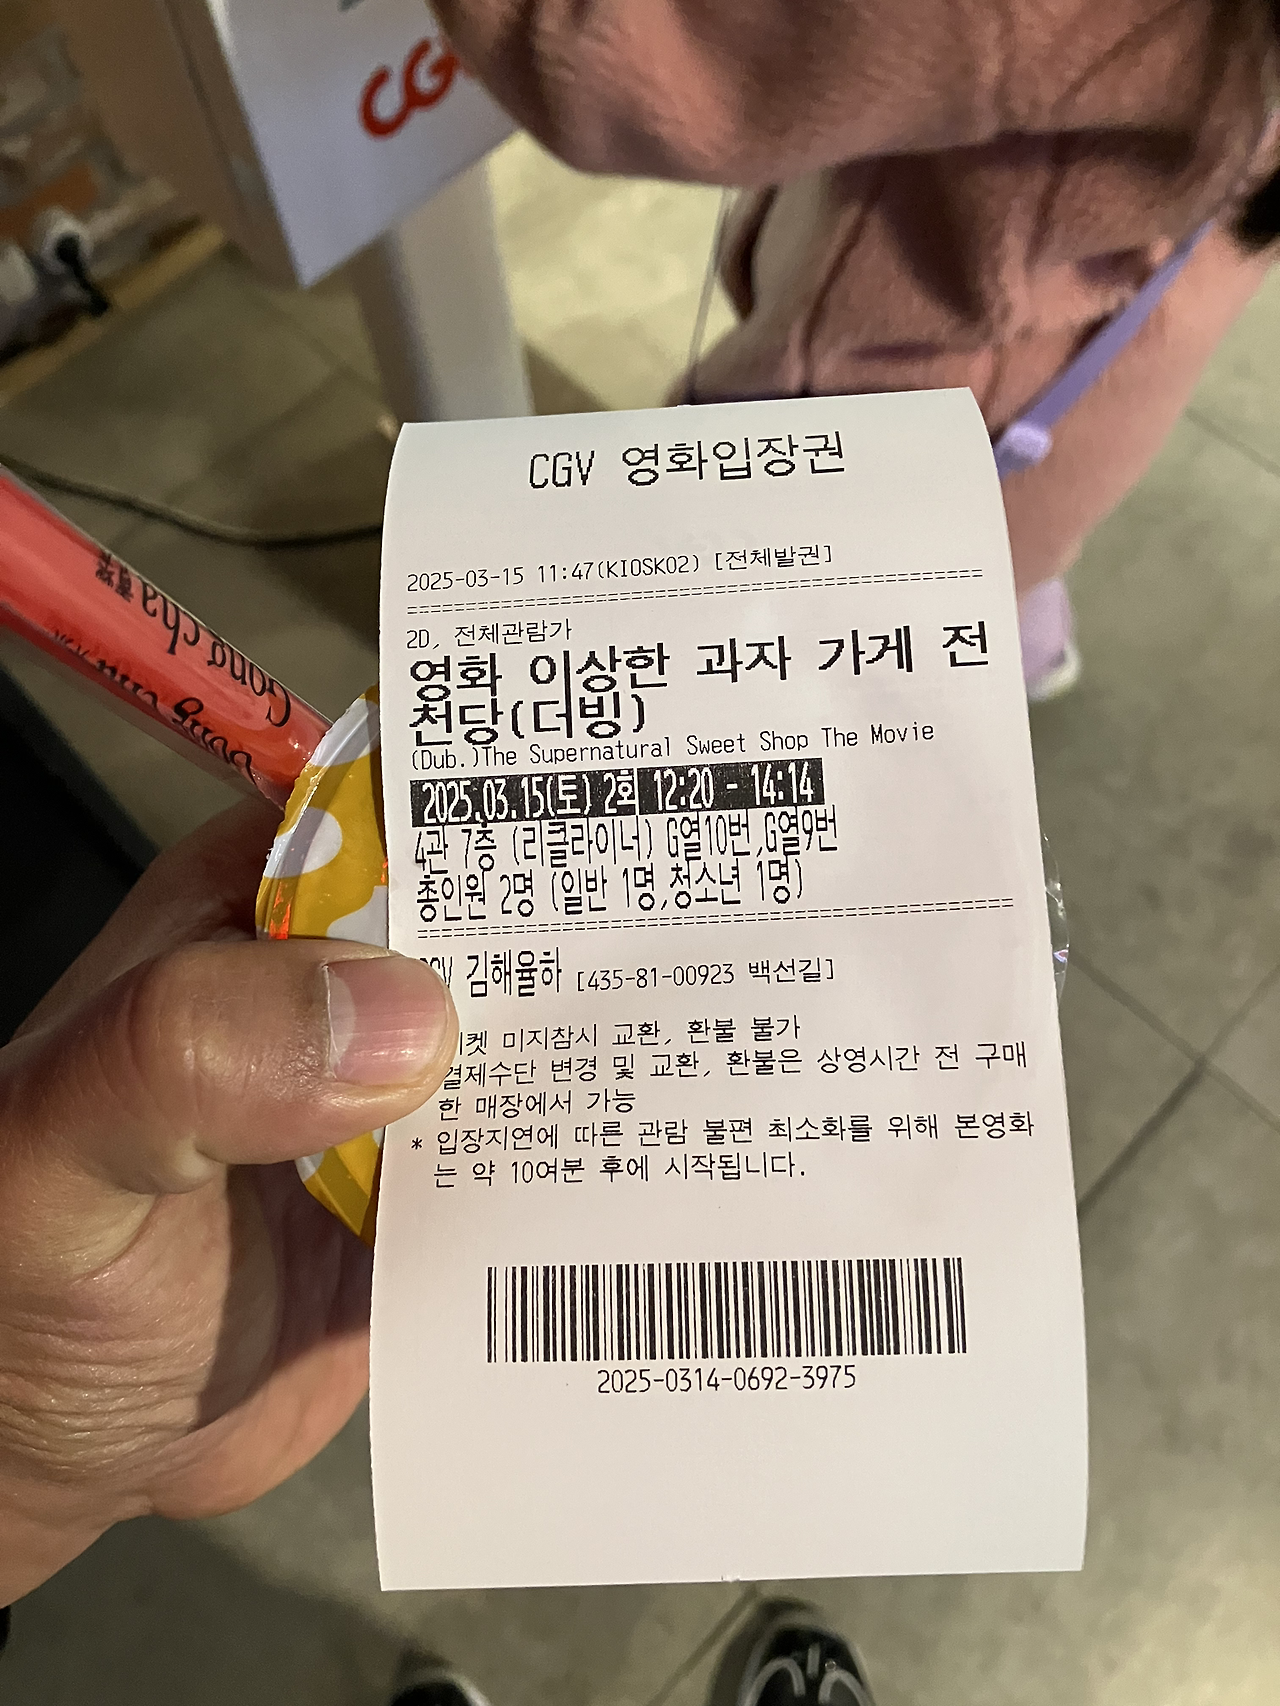 CGV 영화입장권
2025-03-15 11:47(KIOSK02) [전체발권]
================================================
2D, 전체관람가
영화 이상한 과자 가게 전
천당(더빙)
(Dub.)The Supernatural Sweet Shop The Movie
2025.03.15(토) 2회 12:20 - 14:14
4관 7층 (리클라이너) G열10번,G열9번
총인원 2명 (일반 1명,청소년 1명)
================================================
김해율하 [435-81-00923 백선길]
미지참시 교환, 환불 불가
결제수단 변경 및 교환, 환불은 상영시간 전 구매
한 매장에서 가능
* 입장지연에 따른 관람 불편 최소화를 위해 본영화
는 약 10여분 후에 시작됩니다.
2025-0314-0692-3975
Gong cha
貢茶